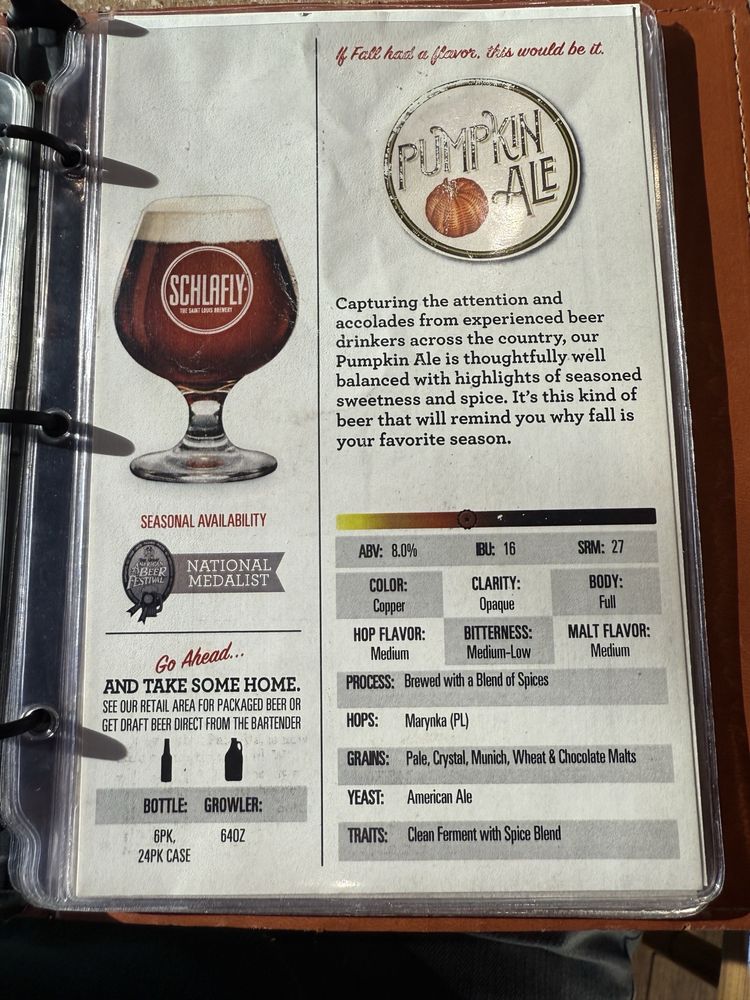 If Fall had a flavor, this would be it.
PUMPKIN
ALE
SCHLAFLY
THE SAINT LOUIS BREWERY
Capturing the attention and
accolades from experienced beer
drinkers across the country, our
Pumpkin Ale is thoughtfully well
balanced with highlights of seasoned
sweetness and spice. It's this kind of
beer that will remind you why fall is
your favorite season.
SEASONAL AVAILABILITY
AMERICAN
BEER
FESTIVAL
NATIONAL
MEDALIST
Go Ahead...
AND TAKE SOME HOME.
SEE OUR RETAIL AREA FOR PACKAGED BEER OR
GET DRAFT BEER DIRECT FROM THE BARTENDER
BOTTLE: GROWLER:
6PK, 64OZ
24PK CASE
ABV: 8.0% IBU: 16 SRM: 27
COLOR: CLARITY: BODY:
Copper Opaque Full
HOP FLAVOR: BITTERNESS: MALT FLAVOR:
Medium Medium-Low Medium
PROCESS: Brewed with a Blend of Spices
HOPS: Marynka (PL)
GRAINS: Pale, Crystal, Munich, Wheat & Chocolate Malts
YEAST: American Ale
TRAITS: Clean Ferment with Spice Blend